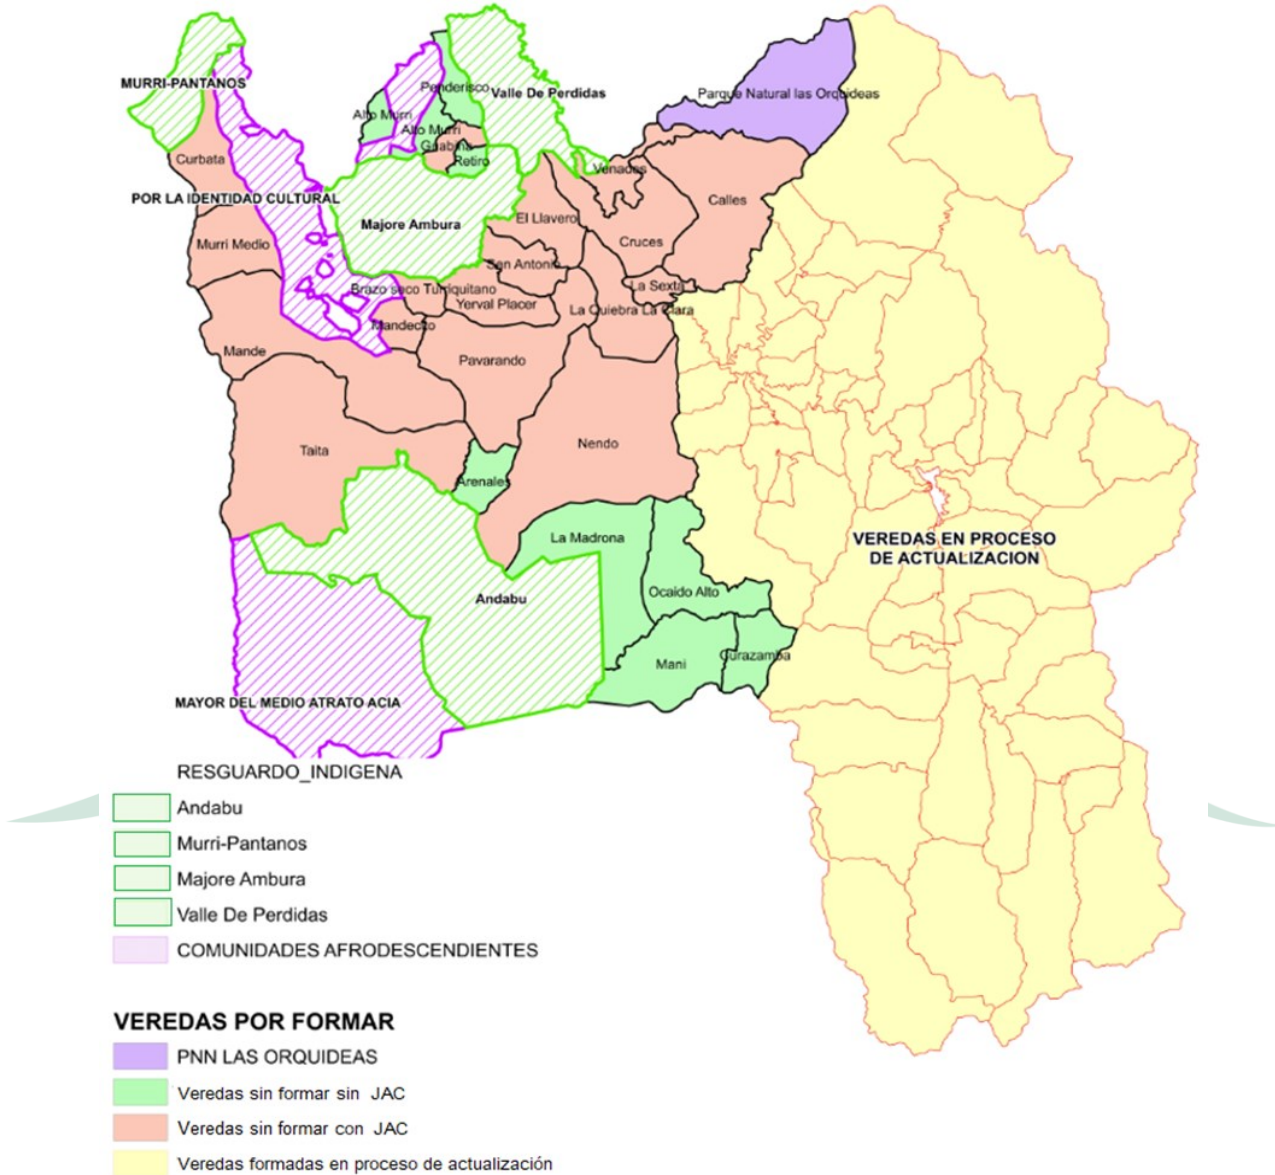 MURRI-PANTANOS
Penderisco
Valle De Perdidas
Parque Natural las Orquideas
Alto Murri
Alto Murri
Guabina
Retiro
Curbata
Venados
POR LA IDENTIDAD CULTURAL
Calles
Majore Ambura
El Llavero
Murri Medio
Cruces
San Antonio
Brazo seco Turriquitano
La Sexta
Yerval Placer
La Quiebra La Clara
Mandecito
Mande
Pavarando
Taita
Nendo
Arenales
La Madrona
VEREDAS EN PROCESO
DE ACTUALIZACION
Ocaido Alto
Andabu
Mani
Curazamba
MAYOR DEL MEDIO ATRATO ACIA
RESGUARDO_INDIGENA
Andabu
Murri-Pantanos
Majore Ambura
Valle De Perdidas
COMUNIDADES AFRODESCENDIENTES
VEREDAS POR FORMAR
PNN LAS ORQUIDEAS
Veredas sin formar sin JAC
Veredas sin formar con JAC
Veredas formadas en proceso de actualización